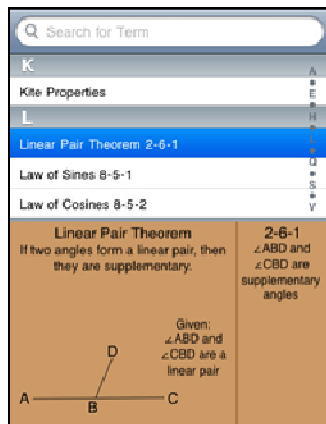 Search for Term
K
A
Kite Properties
E
H
L
L
Linear Pair Theorem 2-6-1
Law of Sines 8-5-1
Q
S
Law of Cosines 8-5-2
V
Linear Pair Theorem
If two angles form a linear pair, then
they are supplementary.
Given:
∠ABD and
∠CBD are a
linear pair
D
A
B
C
2-6-1
∠ABD and
∠CBD are
supplementary
angles